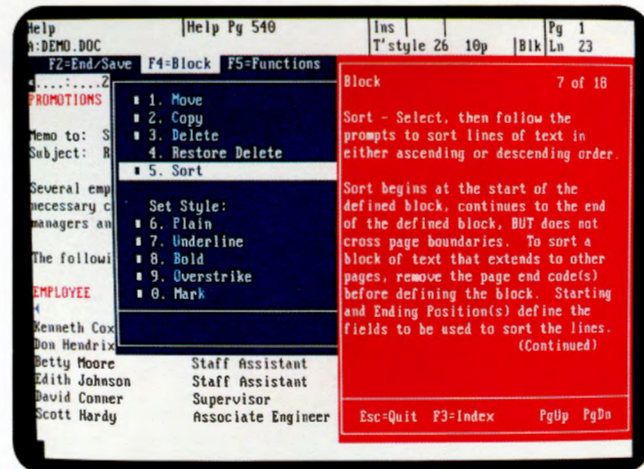 Help Help Pg 540 Ins Pg 1
A:DEMO.DOC T'style 26 10p Blk Ln 23
F2=End/Save F4=Block F5=Functions
◄....:....2
PROMOTIONS
Memo to: S
Subject: R
Several emp
necessary c
managers an
The followi
EMPLOYEE
Kenneth Cox
Don Hendrix
Betty Moore Staff Assistant
Edith Johnson Staff Assistant
David Conner Supervisor
Scott Hardy Associate Engineer
1. Move
2. Copy
3. Delete
4. Restore Delete
5. Sort
Set Style:
6. Plain
7. Underline
8. Bold
9. Overstrike
0. Mark
Block 7 of 18
Sort - Select, then follow the
prompts to sort lines of text in
either ascending or descending order.
Sort begins at the start of the
defined block, continues to the end
of the defined block, BUT does not
cross page boundaries. To sort a
block of text that extends to other
pages, remove the page end code(s)
before defining the block. Starting
and Ending Position(s) define the
fields to be used to sort the lines.
(Continued)
Esc=Quit F3=Index PgUp PgDn